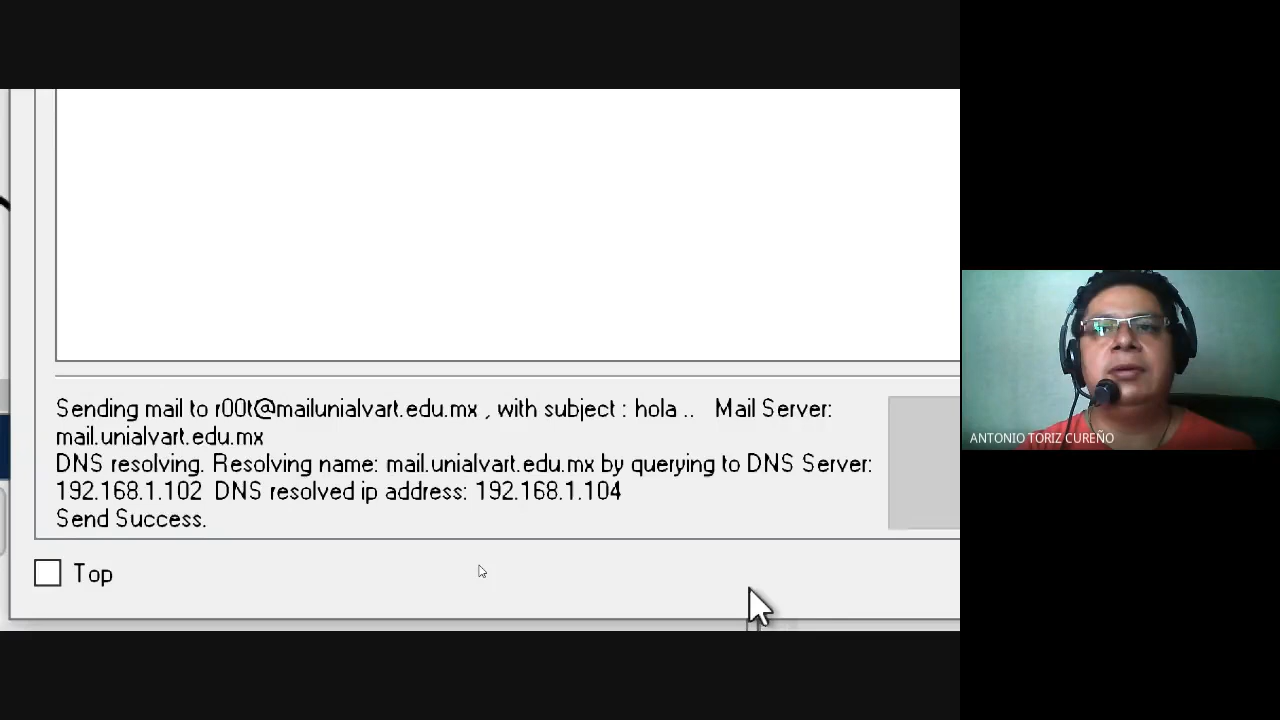 Sending mail to r00t@mailunialvart.edu.mx , with subject : hola ..   Mail Server:
mail.unialvart.edu.mx
DNS resolving. Resolving name: mail.unialvart.edu.mx by querying to DNS Server:
192.168.1.102  DNS resolved ip address: 192.168.1.104
Send Success.
Top
ANTONIO TORIZ CUREÑO